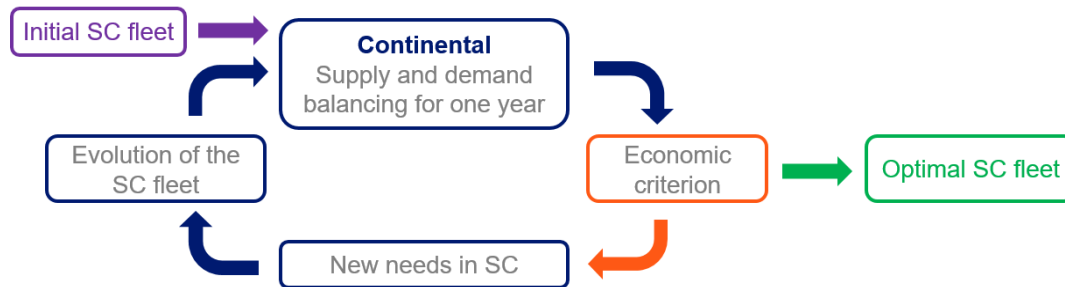 Initial SC fleet
Continental
Supply and demand
balancing for one year
Evolution of the
SC fleet
Economic
criterion
Optimal SC fleet
New needs in SC